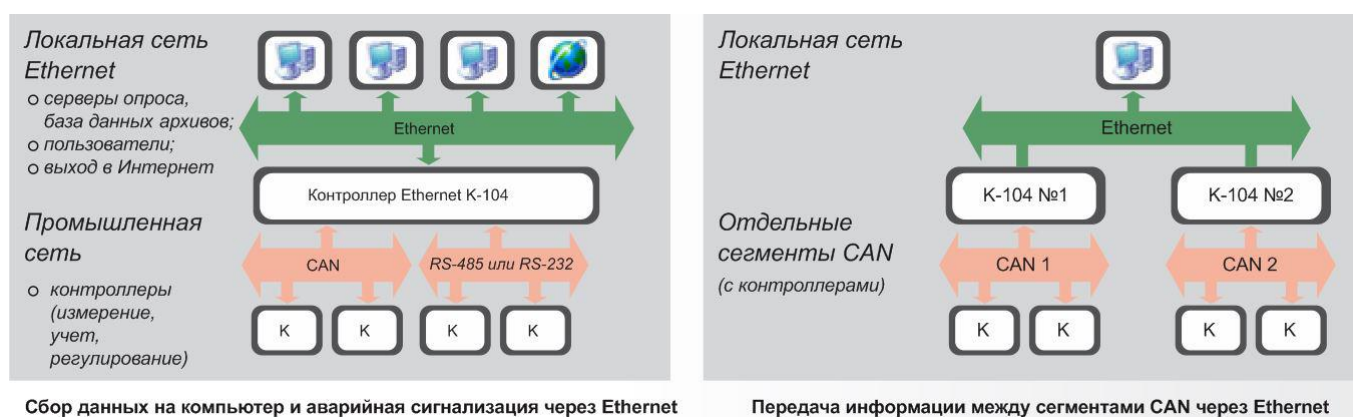 Локальная сеть
Ethernet
o серверы опроса,
база данных архивов;
o пользователи;
o выход в Интернет
Ethernet
Контроллер Ethernet К-104
Промышленная
сеть
o контроллеры
(измерение,
учет,
регулирование)
CAN
RS-485 или RS-232
К
К
К
К
Сбор данных на компьютер и аварийная сигнализация через Ethernet
Локальная сеть
Ethernet
Ethernet
К-104 №1
К-104 №2
Отдельные
сегменты CAN
(с контроллерами)
CAN 1
CAN 2
К
К
К
К
Передача информации между сегментами CAN через Ethernet